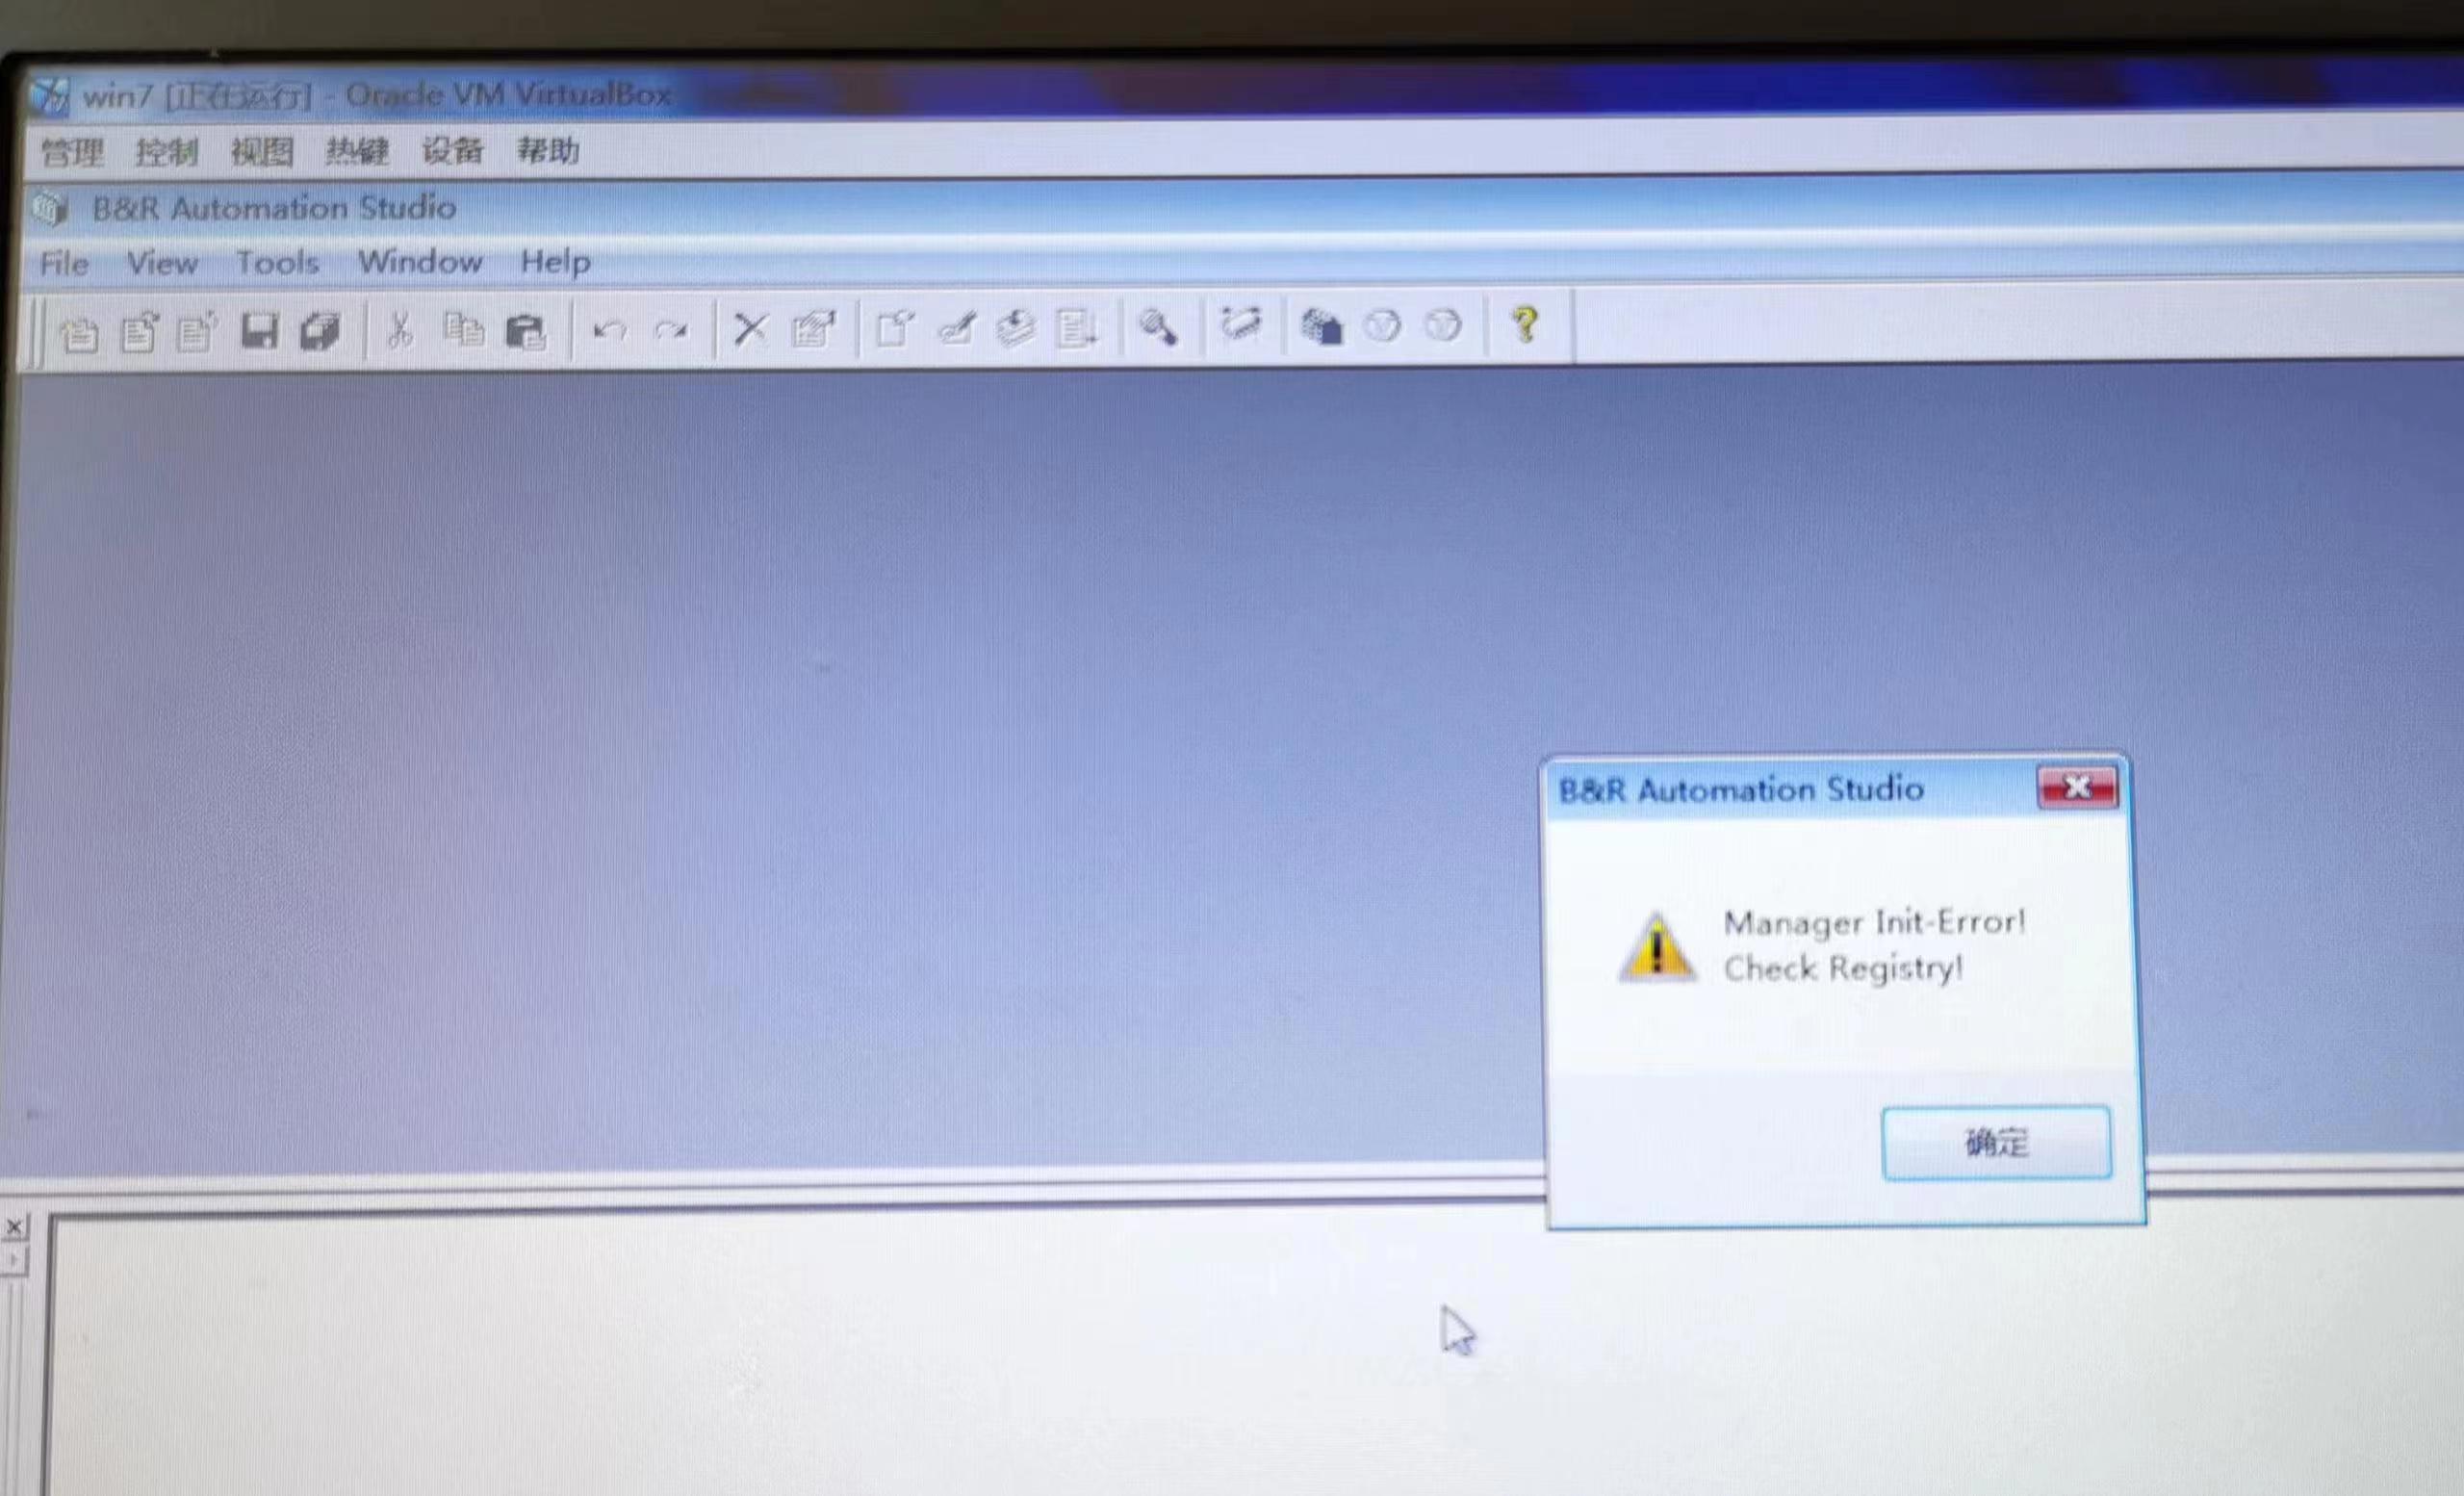 win7 [正在运行] - Oracle VM VirtualBox
管理 控制 视图 热键 设备 帮助
B&R Automation Studio
File View Tools Window Help
B&R Automation Studio
Manager Init-Error!
Check Registry!
确定